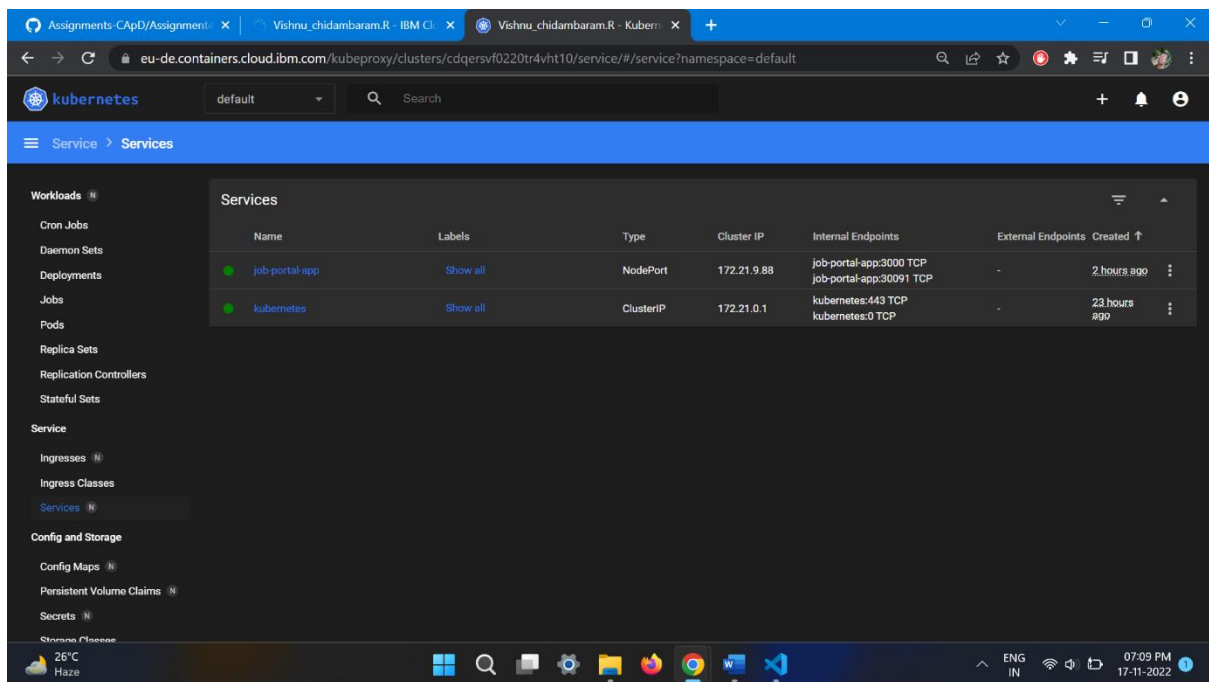 Assignments-CApD/Assignment4
Vishnu_chidambaram.R - IBM Clo
Vishnu_chidambaram.R - Kubern
eu-de.containers.cloud.ibm.com/kubeproxy/clusters/cdqersvf0220tr4vht10/service/#/service?namespace=default
kubernetes
default
Search
Service > Services
Workloads N
Cron Jobs
Daemon Sets
Deployments
Jobs
Pods
Replica Sets
Replication Controllers
Stateful Sets
Service
Ingresses N
Ingress Classes
Services N
Config and Storage
Config Maps N
Persistent Volume Claims N
Secrets N
Storage Classes
Services
Name Labels Type Cluster IP Internal Endpoints External Endpoints Created ↑
job-portal-app Show all NodePort 172.21.9.88 job-portal-app:3000 TCP - 2 hours ago
job-portal-app:30091 TCP
kubernetes Show all ClusterIP 172.21.0.1 kubernetes:443 TCP - 23 hours
kubernetes:0 TCP ago
26°C
Haze
ENG
IN
07:09 PM
17-11-2022
1